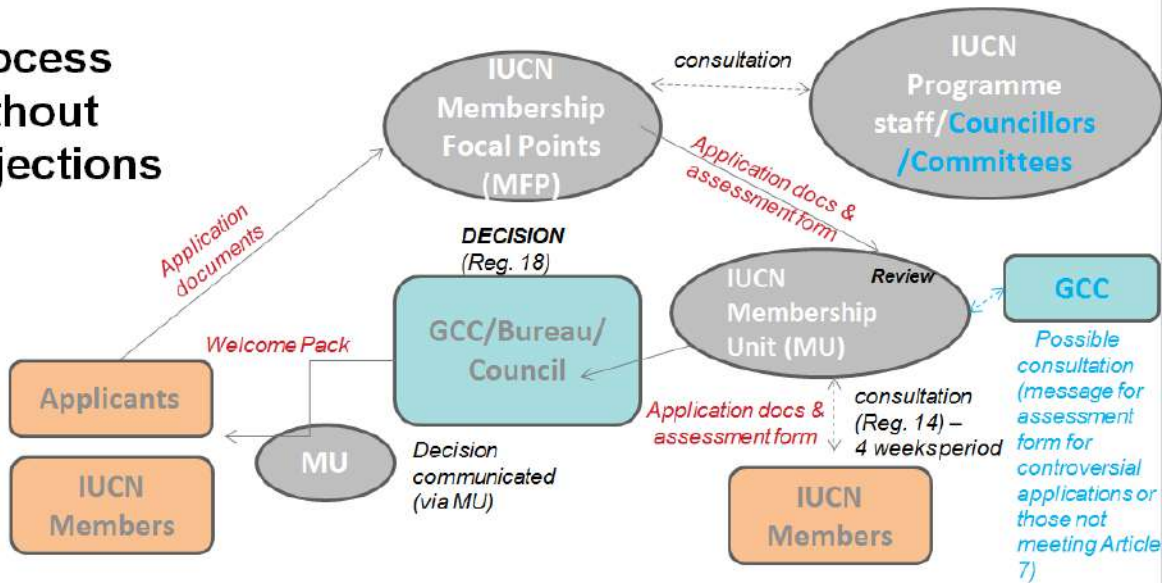 ocess
thout
jections
IUCN
Membership
Focal Points
(MFP)
consultation
IUCN
Programme
staff/Councillors
/Committees
Application
documents
Application docs &
assessment form
DECISION
(Reg. 18)
GCC/Bureau/
Council
IUCN
Membership
Unit (MU)
Review
GCC
Possible
consultation
(message for
assessment
form for
controversial
applications or
those not
meeting Article
7)
Welcome Pack
Applicants
IUCN
Members
MU
Decision
communicated
(via MU)
Application docs &
assessment form
consultation
(Reg. 14) –
4 weeksperiod
IUCN
Members